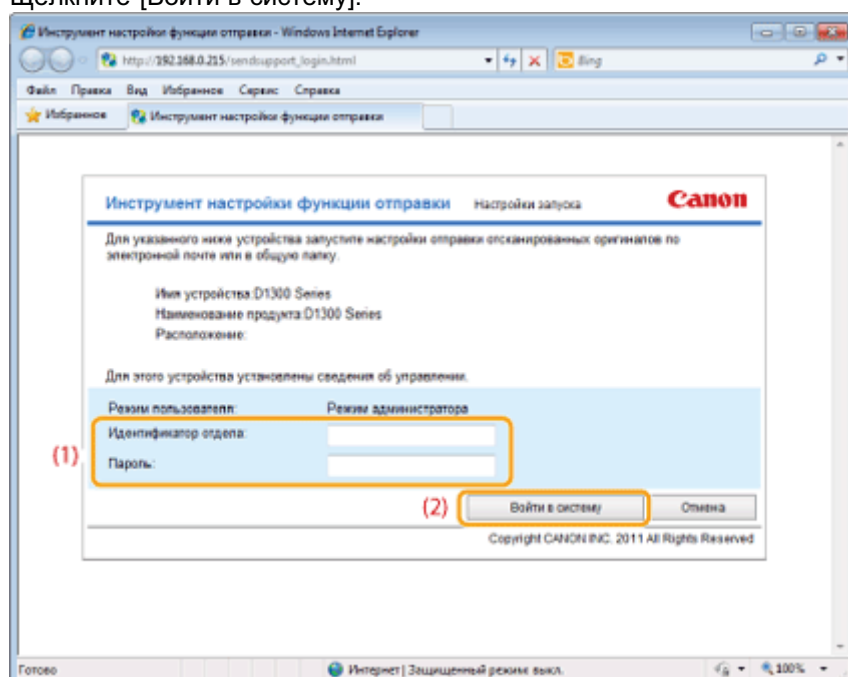 Щелкните [Войти в систему].
Инструмент настройки функции отправки - Windows Internet Explorer
http://192.168.0.215/sendsupport_login.html Bing
Файл Правка Вид Избранное Сервис Справка
Избранное Инструмент настройки функции отправки
Инструмент настройки функции отправки Настройки запуска Canon
Для указанного ниже устройства запустите настройки отправки отсканированных оригиналов по
электронной почте или в общую папку.
Имя устройства:D1300 Series
Наименование продукта:D1300 Series
Расположение:
Для этого устройства установлены сведения об управлении.
Режим пользователя: Режим администратора
Идентификатор отдела:
(1)
Пароль:
(2) Войти в систему Отмена
Copyright CANON INC. 2011 All Rights Reserved
Готово Интернет | Защищенный режим: выкл. 100%